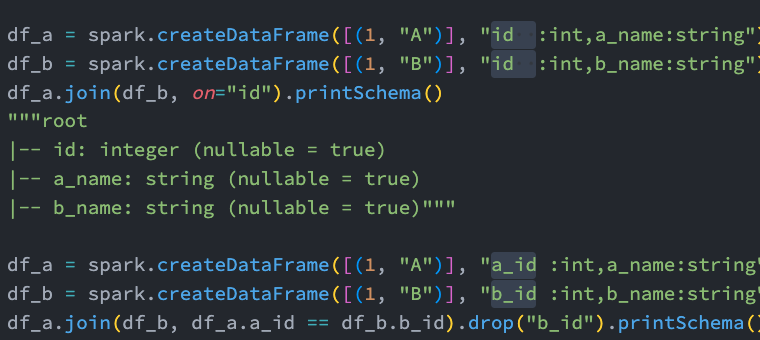 df_a = spark.createDataFrame([(1, "A")], "id  :int,a_name:string")
df_b = spark.createDataFrame([(1, "B")], "id  :int,b_name:string")
df_a.join(df_b, on="id").printSchema()
"""root
|-- id: integer (nullable = true)
|-- a_name: string (nullable = true)
|-- b_name: string (nullable = true)"""
df_a = spark.createDataFrame([(1, "A")], "a_id :int,a_name:string"
df_b = spark.createDataFrame([(1, "B")], "b_id :int,b_name:string"
df_a.join(df_b, df_a.a_id == df_b.b_id).drop("b_id").printSchema()